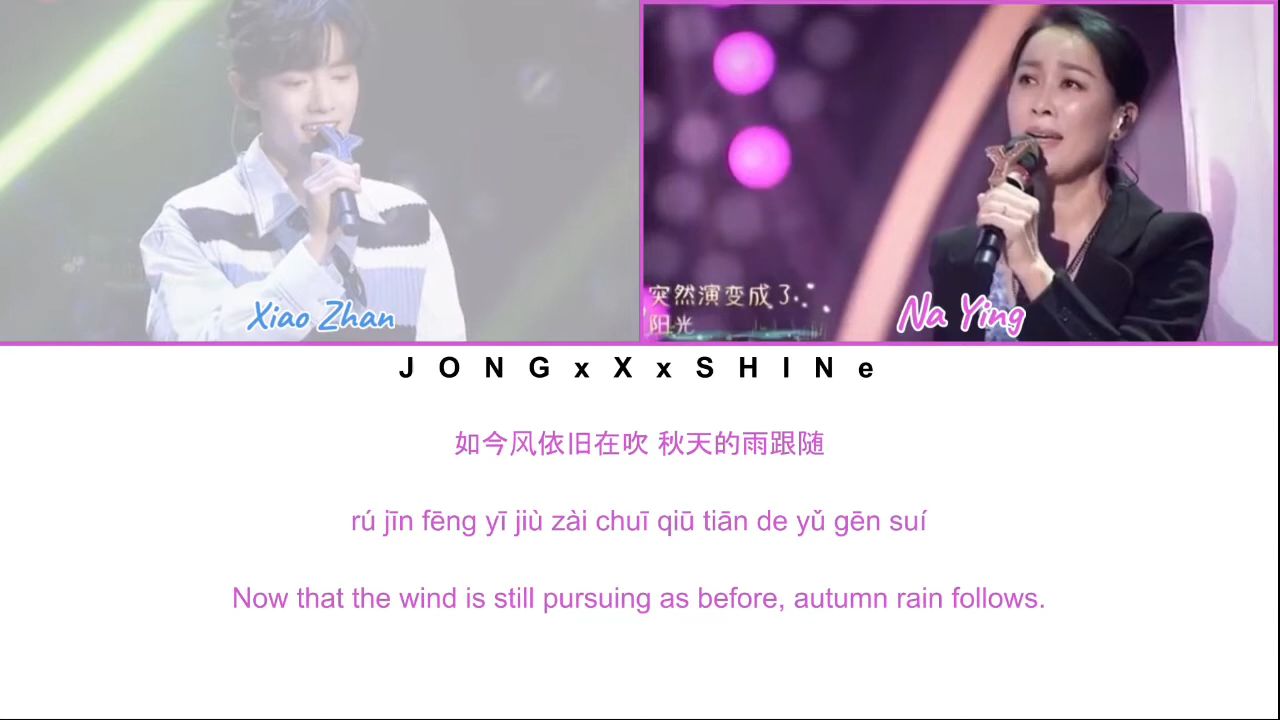 突然演变成了
阳光
Xiao Zhan
Na Ying
J O N G x X x S H I N e
如今风依旧在吹 秋天的雨跟随
rú jīn fēng yī jiù zài chuī qiū tiān de yǔ gēn suí
Now that the wind is still pursuing as before, autumn rain follows.